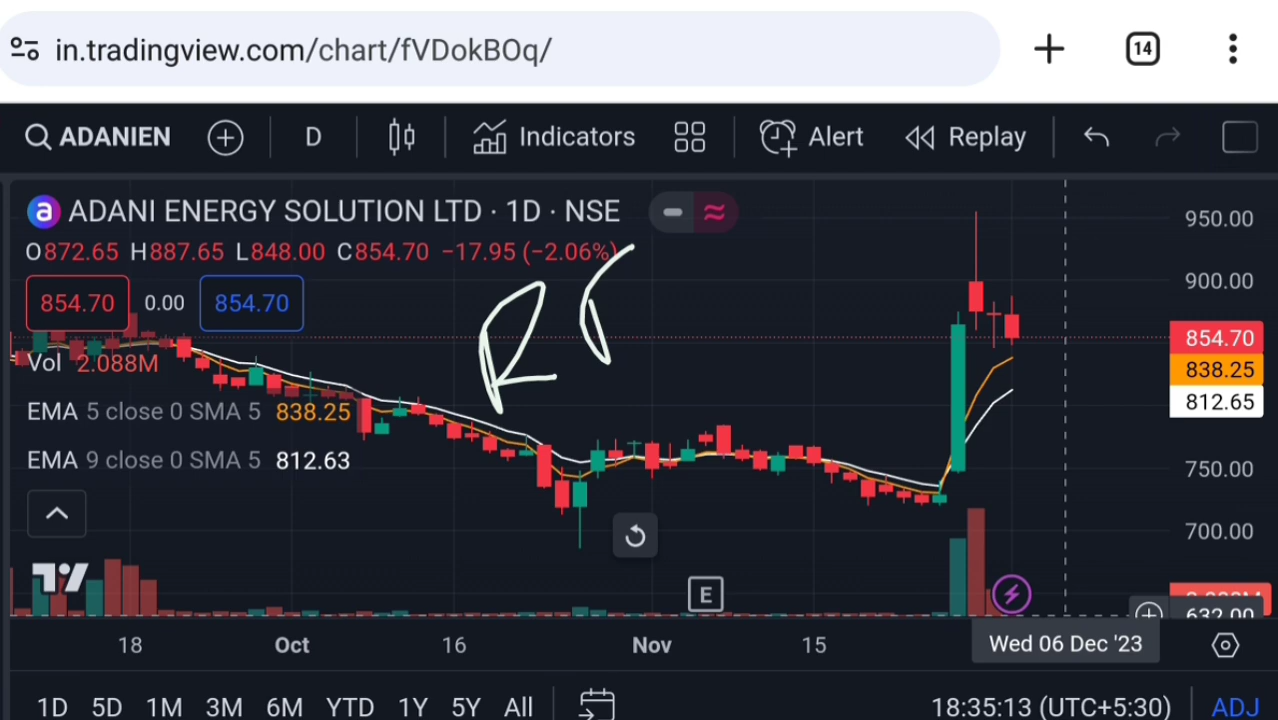 in.tradingview.com/chart/fVDokBOq/
14
ADANIEN
D
Indicators
Alert
Replay
ADANI ENERGY SOLUTION LTD · 1D · NSE
O872.65 H887.65 L848.00 C854.70 −17.95 (−2.06%)
854.70 0.00 854.70
Vol 2.088M
EMA 5 close 0 SMA 5 838.25
EMA 9 close 0 SMA 5 812.63
950.00
900.00
854.70
838.25
812.65
750.00
700.00
632.00
E
18 Oct 16 Nov 15 Wed 06 Dec '23
1D 5D 1M 3M 6M YTD 1Y 5Y All 18:35:13 (UTC+5:30) ADJ